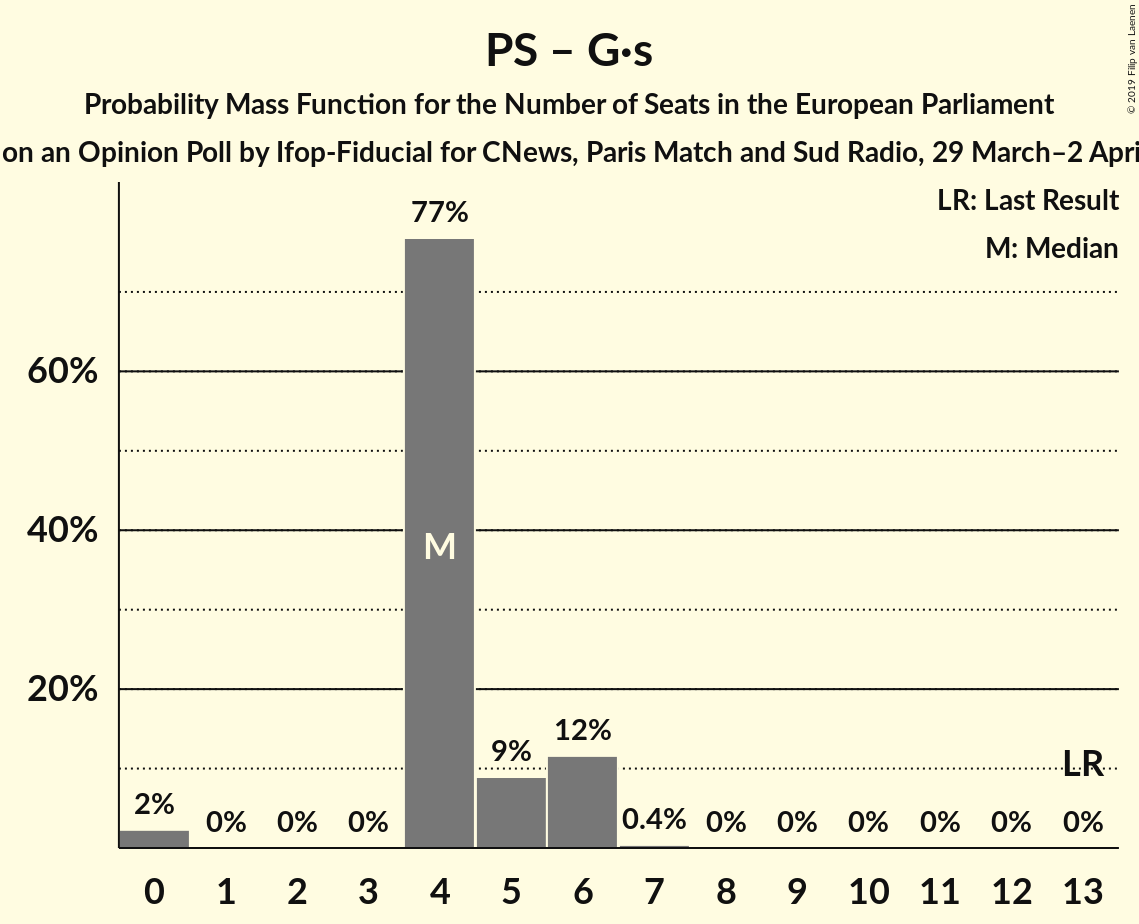 PS – G·s
Probability Mass Function for the Number of Seats in the European Parliament
on an Opinion Poll by Ifop-Fiducial for CNews, Paris Match and Sud Radio, 29 March–2 Apri
© 2019 Filip van Laenen
LR: Last Result
M: Median
77%
60%
40%
M
20%
12%
9%
LR
2%
0% 0% 0% 0.4% 0% 0% 0% 0% 0% 0%
0 1 2 3 4 5 6 7 8 9 10 11 12 13